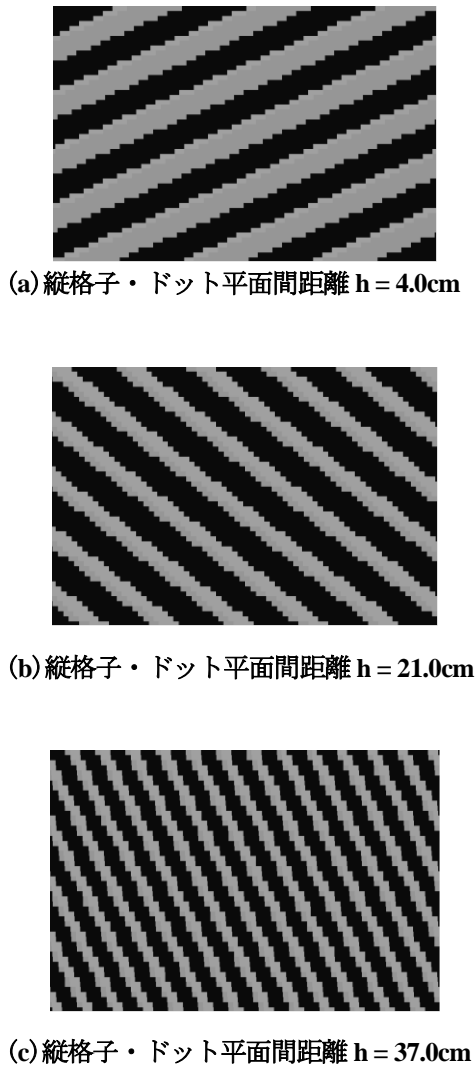 (a)縦格子・ドット平面間距離 h = 4.0cm
(b)縦格子・ドット平面間距離 h = 21.0cm
(c)縦格子・ドット平面間距離 h = 37.0cm